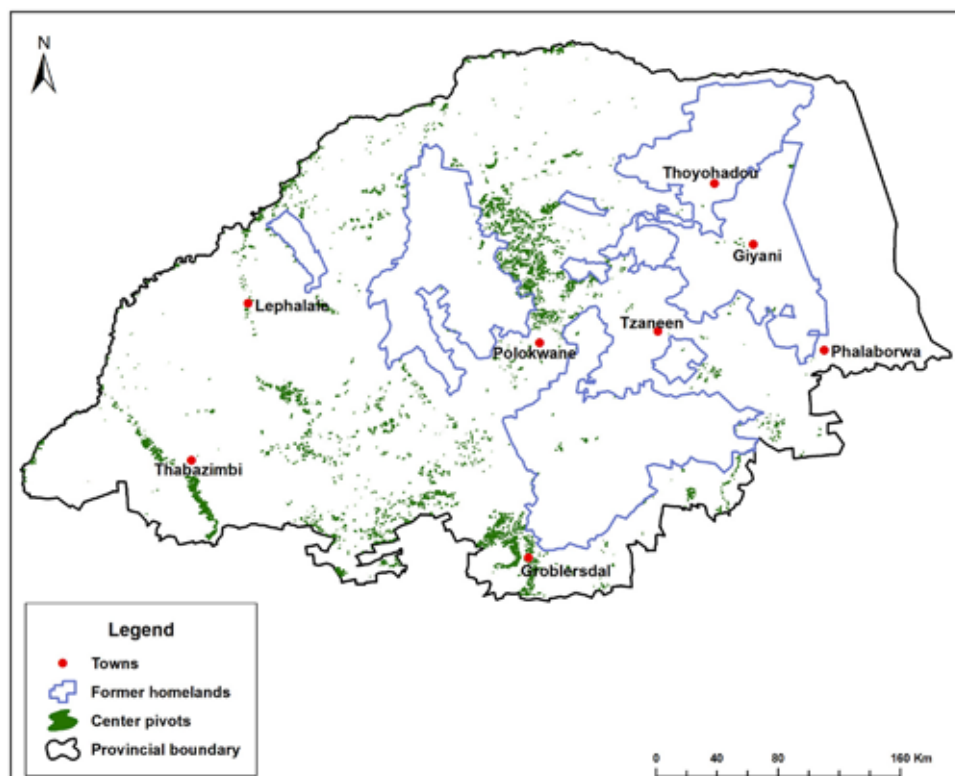 N
Thoyohadou
Giyani
Lephalale
Tzaneen
Polokwane
Phalaborwa
Thabazimbi
Groblersdal
Legend
Towns
Former homelands
Center pivots
Provincial boundary
0 40 80 160 Km